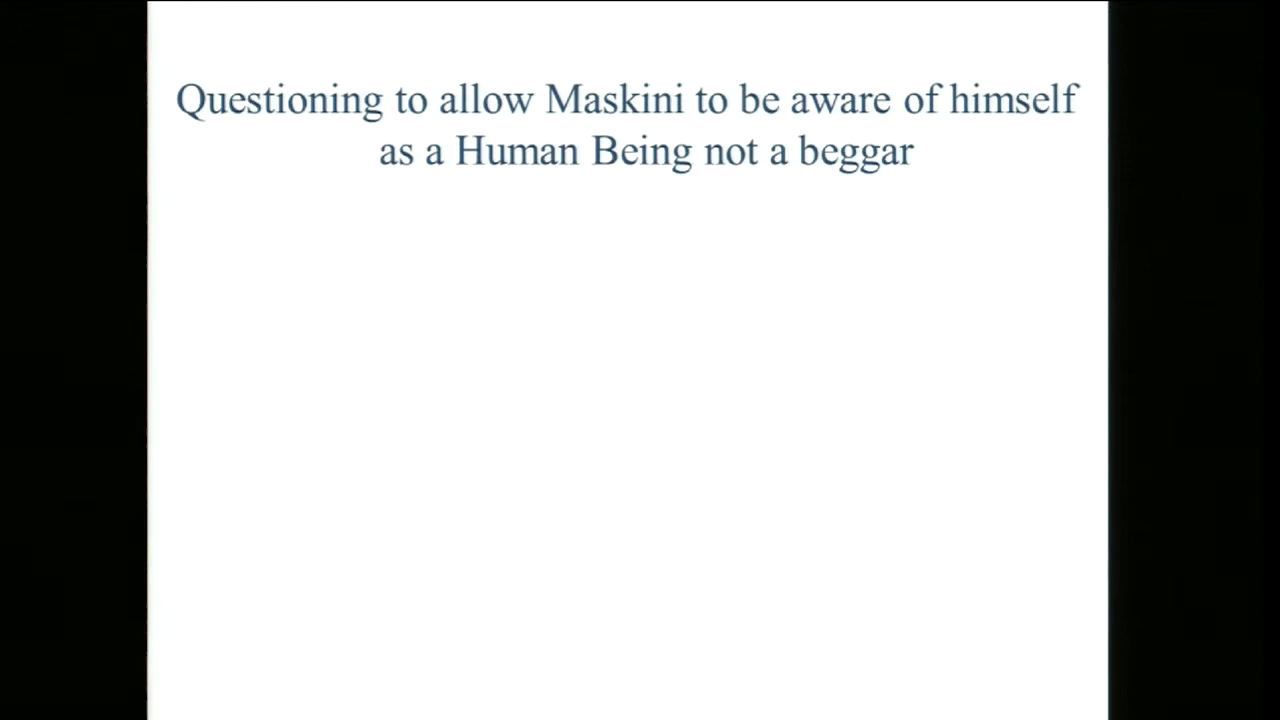 Questioning to allow Maskini to be aware of himself
as a Human Being not a beggar